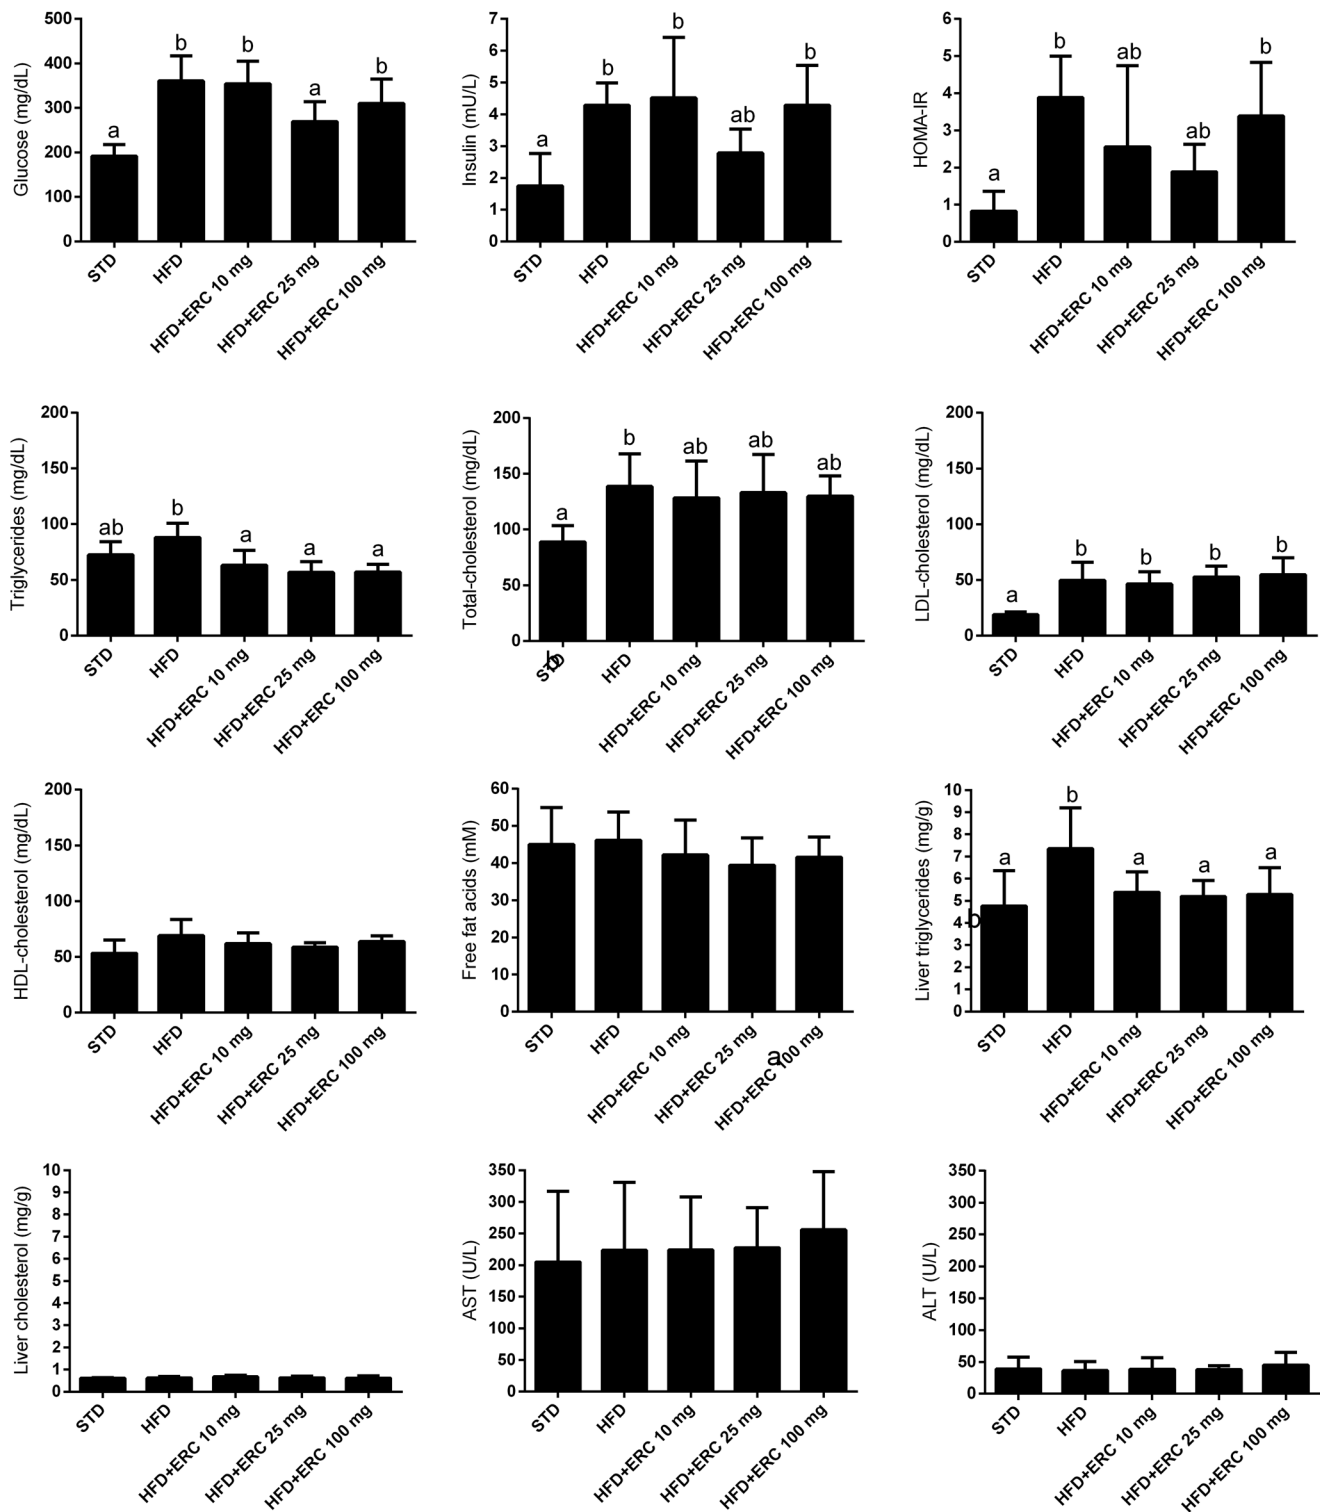 Glucose (mg/dL)
500
400
300
200
100
0
a
b
b
a
b
STD
HFD
HFD+ERC 10 mg
HFD+ERC 25 mg
HFD+ERC 100 mg
Insulin (mU/L)
7
6
5
4
3
2
1
0
a
b
b
ab
b
STD
HFD
HFD+ERC 10 mg
HFD+ERC 25 mg
HFD+ERC 100 mg
HOMA-IR
6
5
4
3
2
1
0
a
b
ab
ab
b
STD
HFD
HFD+ERC 10 mg
HFD+ERC 25 mg
HFD+ERC 100 mg
Triglycerides (mg/dL)
200
150
100
50
0
ab
b
a
a
a
STD
HFD
HFD+ERC 10 mg
HFD+ERC 25 mg
HFD+ERC 100 mg
Total-cholesterol (mg/dL)
200
150
100
50
0
a
b
ab
ab
ab
b
STD
HFD
HFD+ERC 10 mg
HFD+ERC 25 mg
HFD+ERC 100 mg
LDL-cholesterol (mg/dL)
200
150
100
50
0
a
b
b
b
b
STD
HFD
HFD+ERC 10 mg
HFD+ERC 25 mg
HFD+ERC 100 mg
HDL-cholesterol (mg/dL)
200
150
100
50
0
STD
HFD
HFD+ERC 10 mg
HFD+ERC 25 mg
HFD+ERC 100 mg
Free fat acids (mM)
60
50
40
30
20
10
0
STD
HFD
HFD+ERC 10 mg
HFD+ERC 25 mg
HFD+ERC 100 mg
a
Liver triglycerides (mg/g)
10
9
8
7
6
5
4
3
2
1
0
b
a
b
a
a
a
STD
HFD
HFD+ERC 10 mg
HFD+ERC 25 mg
HFD+ERC 100 mg
Liver cholesterol (mg/g)
10
9
8
7
6
5
4
3
2
1
0
STD
HFD
HFD+ERC 10 mg
HFD+ERC 25 mg
HFD+ERC 100 mg
AST (U/L)
350
300
250
200
150
100
50
0
STD
HFD
HFD+ERC 10 mg
HFD+ERC 25 mg
HFD+ERC 100 mg
ALT (U/L)
350
300
250
200
150
100
50
0
STD
HFD
HFD+ERC 10 mg
HFD+ERC 25 mg
HFD+ERC 100 mg